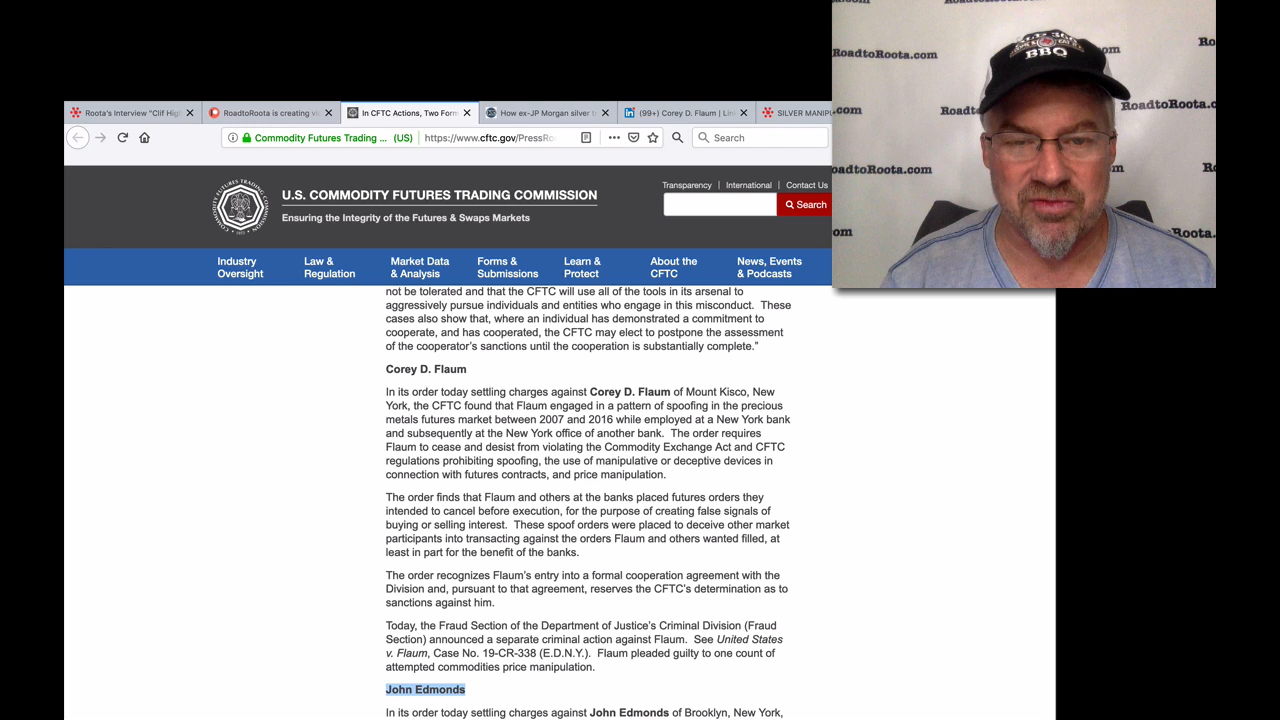 RoadtoRoota.com
RoadtoRoota.com
RoadtoRoota.com
Ro
OLD 300
BBQ
RoadtoRoota.com
RoadtoRoota.com
adtoRoota.com
om
Roota.
Roota's Interview "Clif Hig
RoadtoRoota is creating vi
In CFTC Actions, Two Form
How ex-JP Morgan silver t
(99+) Corey D. Flaum | Lin
SILVER MANIPU
Commodity Futures Trading ... (US)
https://www.cftc.gov/PressRo
Search
U.S. COMMODITY FUTURES TRADING COMMISSION
Ensuring the Integrity of the Futures & Swaps Markets
Transparency | International | Contact Us
Search
Industry Oversight
Law & Regulation
Market Data & Analysis
Forms & Submissions
Learn & Protect
About the CFTC
News, Events & Podcasts
not be tolerated and that the CFTC will use all of the tools in its arsenal to
aggressively pursue individuals and entities who engage in this misconduct. These
cases also show that, where an individual has demonstrated a commitment to
cooperate, and has cooperated, the CFTC may elect to postpone the assessment
of the cooperator's sanctions until the cooperation is substantially complete."
Corey D. Flaum
In its order today settling charges against Corey D. Flaum of Mount Kisco, New
York, the CFTC found that Flaum engaged in a pattern of spoofing in the precious
metals futures market between 2007 and 2016 while employed at a New York bank
and subsequently at the New York office of another bank. The order requires
Flaum to cease and desist from violating the Commodity Exchange Act and CFTC
regulations prohibiting spoofing, the use of manipulative or deceptive devices in
connection with futures contracts, and price manipulation.
The order finds that Flaum and others at the banks placed futures orders they
intended to cancel before execution, for the purpose of creating false signals of
buying or selling interest. These spoof orders were placed to deceive other market
participants into transacting against the orders Flaum and others wanted filled, at
least in part for the benefit of the banks.
The order recognizes Flaum's entry into a formal cooperation agreement with the
Division and, pursuant to that agreement, reserves the CFTC's determination as to
sanctions against him.
Today, the Fraud Section of the Department of Justice's Criminal Division (Fraud
Section) announced a separate criminal action against Flaum. See United States
v. Flaum, Case No. 19-CR-338 (E.D.N.Y.). Flaum pleaded guilty to one count of
attempted commodities price manipulation.
John Edmonds
In its order today settling charges against John Edmonds of Brooklyn, New York,